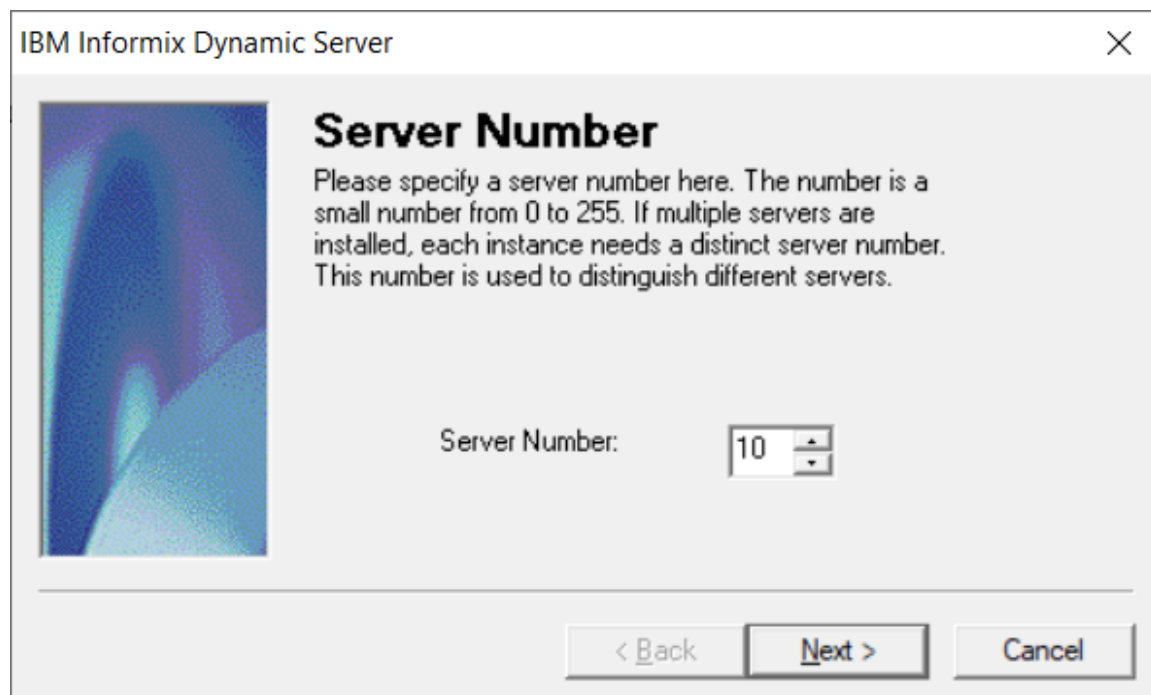 IBM Informix Dynamic Server
Server Number
Please specify a server number here. The number is a
small number from 0 to 255. If multiple servers are
installed, each instance needs a distinct server number.
This number is used to distinguish different servers.
Server Number:
10
< Back
Next >
Cancel